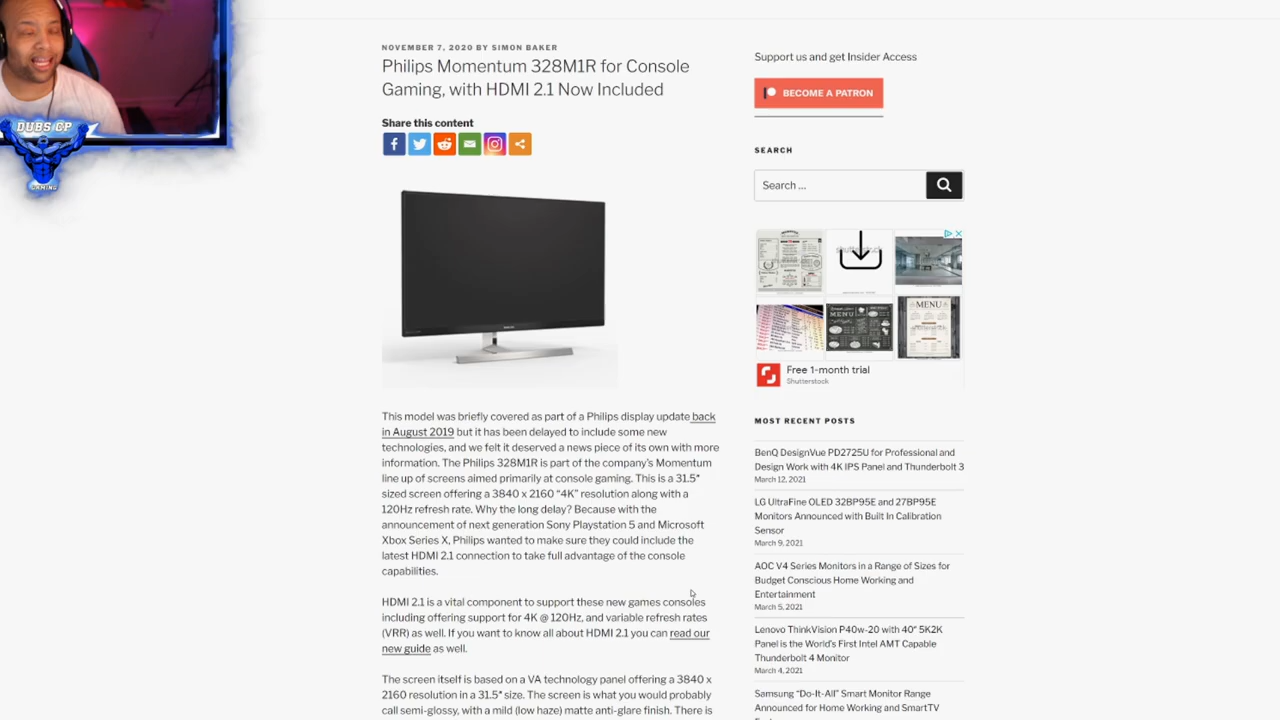 DUBS CP
GAMING
NOVEMBER 7, 2020 BY SIMON BAKER
Philips Momentum 328M1R for Console
Gaming, with HDMI 2.1 Now Included
Share this content
This model was briefly covered as part of a Philips display update back
in August 2019 but it has been delayed to include some new
technologies, and we felt it deserved a news piece of its own with more
information. The Philips 328M1R is part of the company's Momentum
line up of screens aimed primarily at console gaming. This is a 31.5"
sized screen offering a 3840 x 2160 “4K” resolution along with a
120Hz refresh rate. Why the long delay? Because with the
announcement of next generation Sony Playstation 5 and Microsoft
Xbox Series X, Philips wanted to make sure they could include the
latest HDMI 2.1 connection to take full advantage of the console
capabilities.
HDMI 2.1 is a vital component to support these new games consoles
including offering support for 4K @ 120Hz, and variable refresh rates
(VRR) as well. If you want to know all about HDMI 2.1 you can read our
new guide as well.
The screen itself is based on a VA technology panel offering a 3840 x
2160 resolution in a 31.5" size. The screen is what you would probably
call semi-glossy, with a mild (low haze) matte anti-glare finish. There is
Support us and get Insider Access
BECOME A PATRON
SEARCH
Search …
MENU
MENU
Free 1-month trial
Shutterstock
MOST RECENT POSTS
BenQ DesignVue PD2725U for Professional and
Design Work with 4K IPS Panel and Thunderbolt 3
March 12, 2021
LG UltraFine OLED 32BP95E and 27BP95E
Monitors Announced with Built In Calibration
Sensor
March 9, 2021
AOC V4 Series Monitors in a Range of Sizes for
Budget Conscious Home Working and
Entertainment
March 5, 2021
Lenovo ThinkVision P40w-20 with 40″ 5K2K
Panel is the World's First Intel AMT Capable
Thunderbolt 4 Monitor
March 4, 2021
Samsung “Do-It-All” Smart Monitor Range
Announced for Home Working and SmartTV